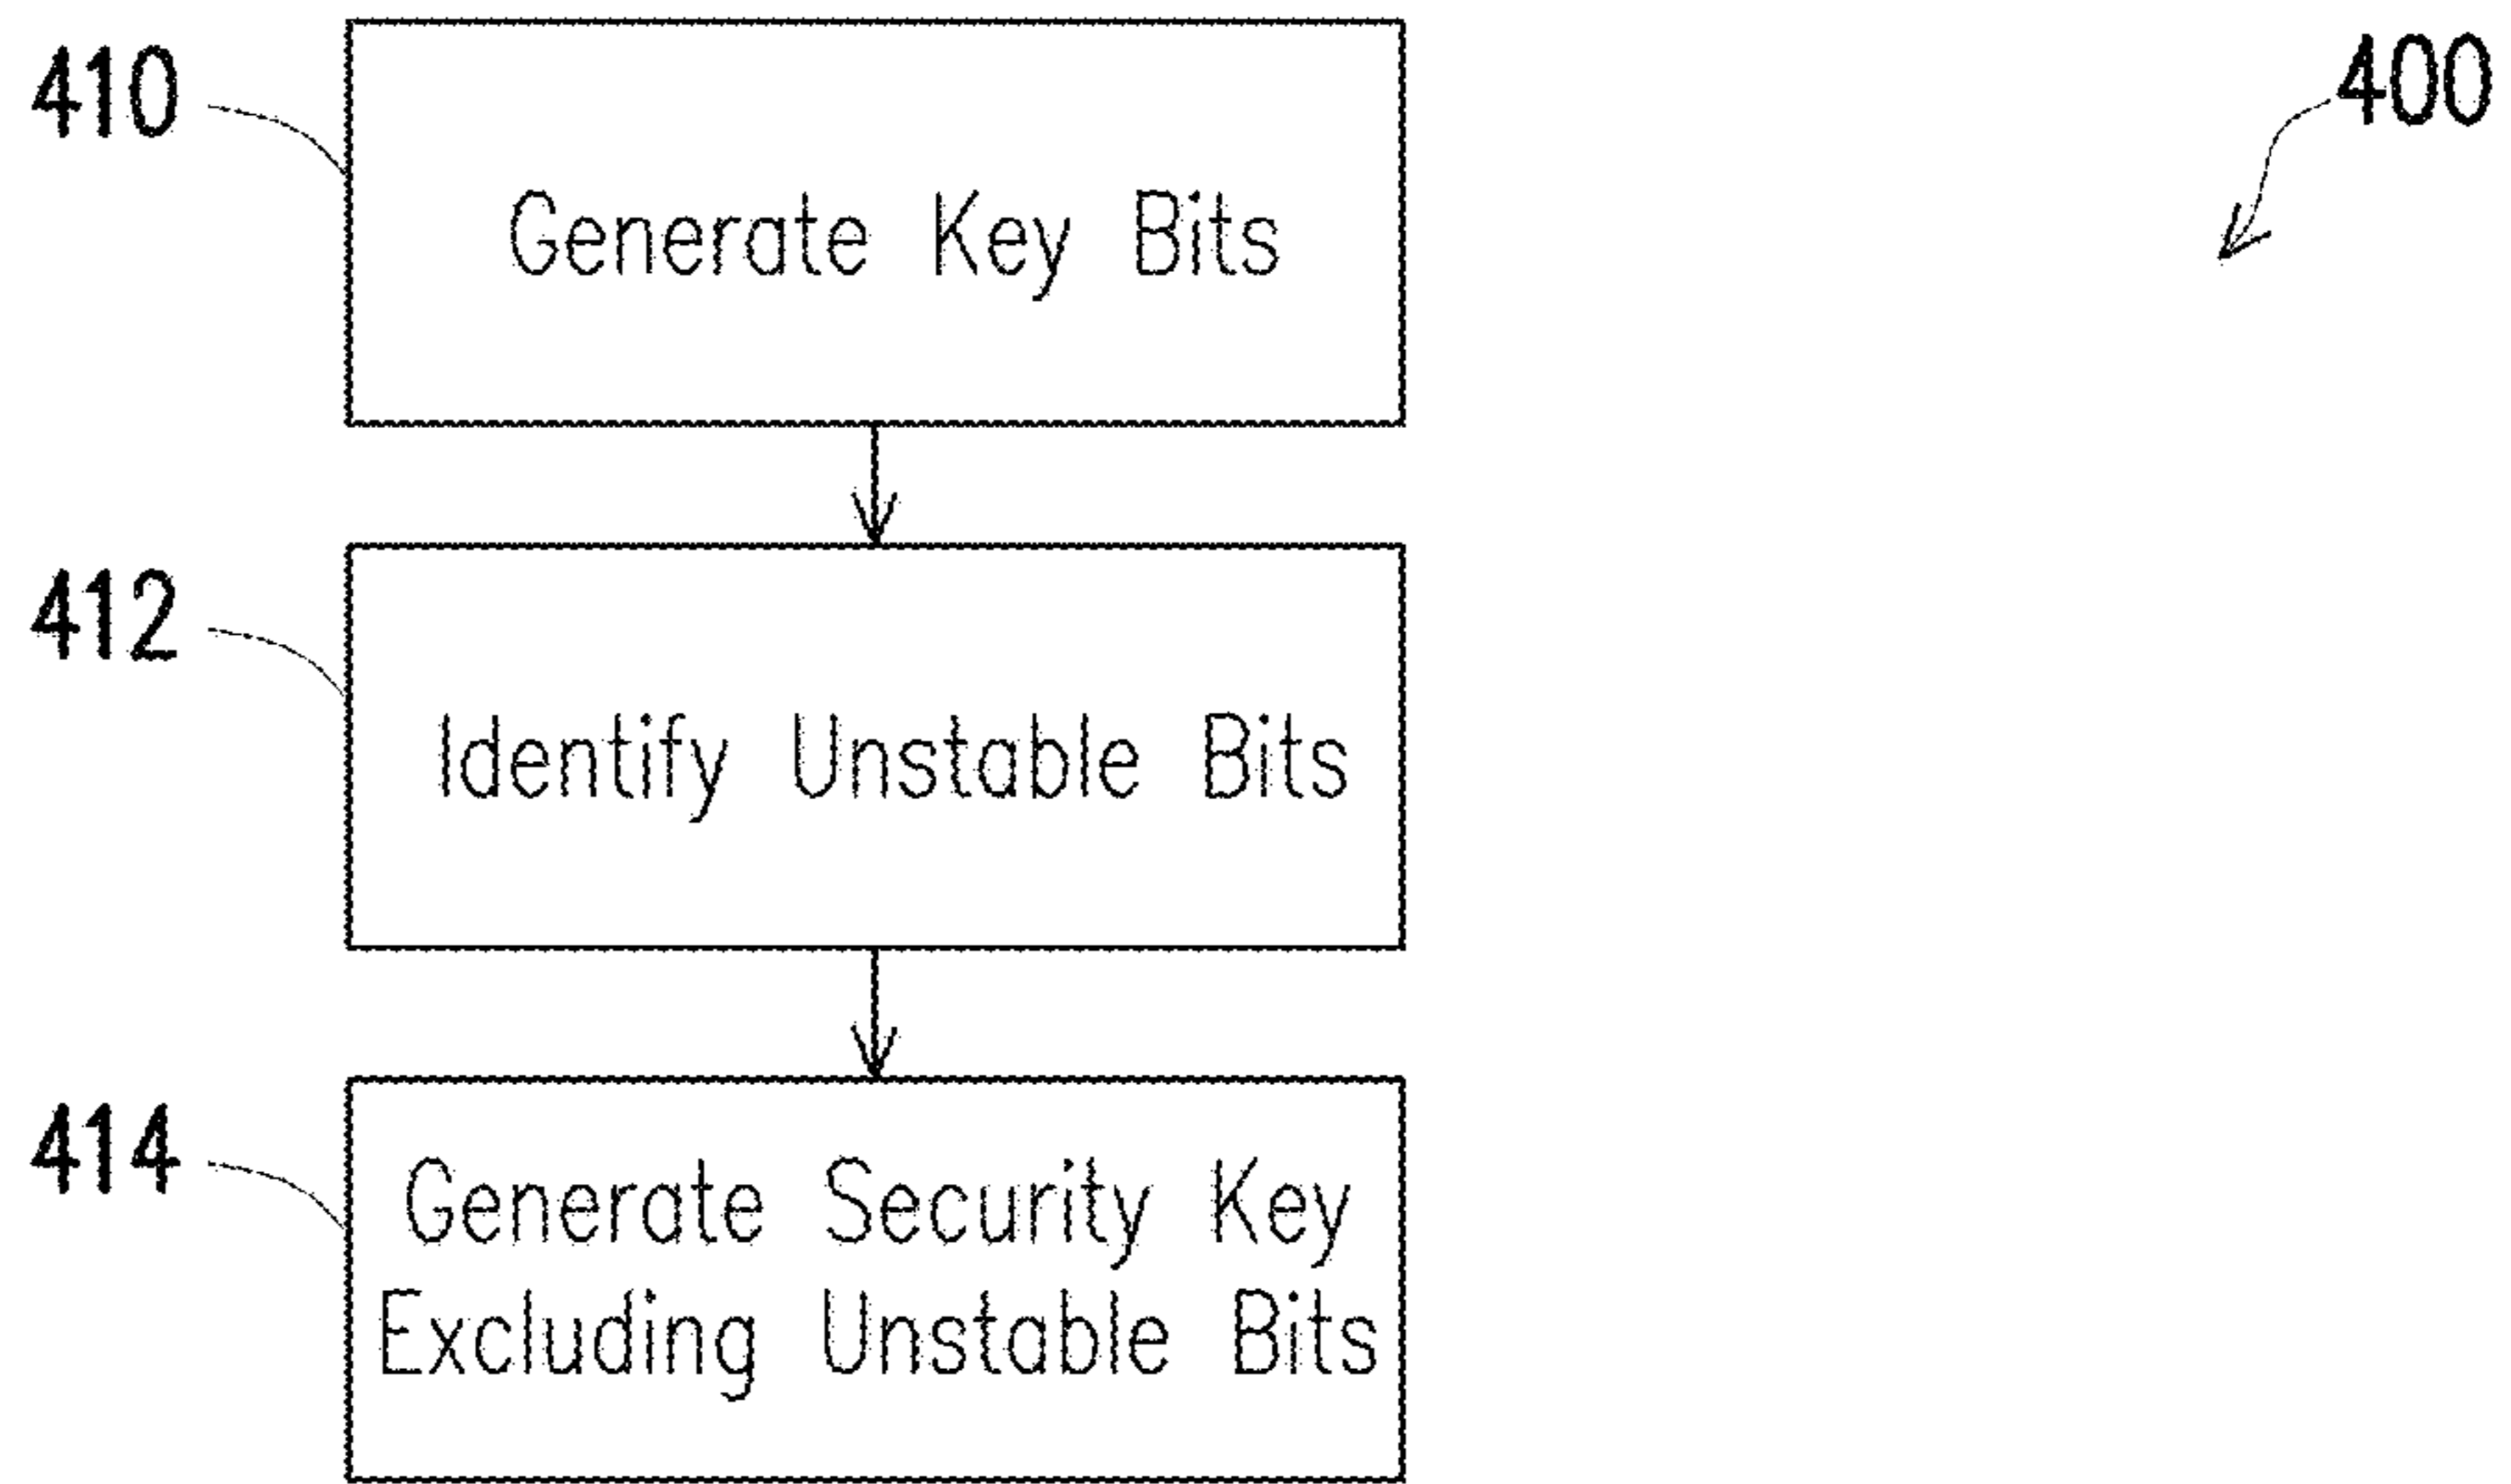 410
400
Generate Key Bits
412
Identify Unstable Bits
414
Generate Security Key
Excluding Unstable Bits